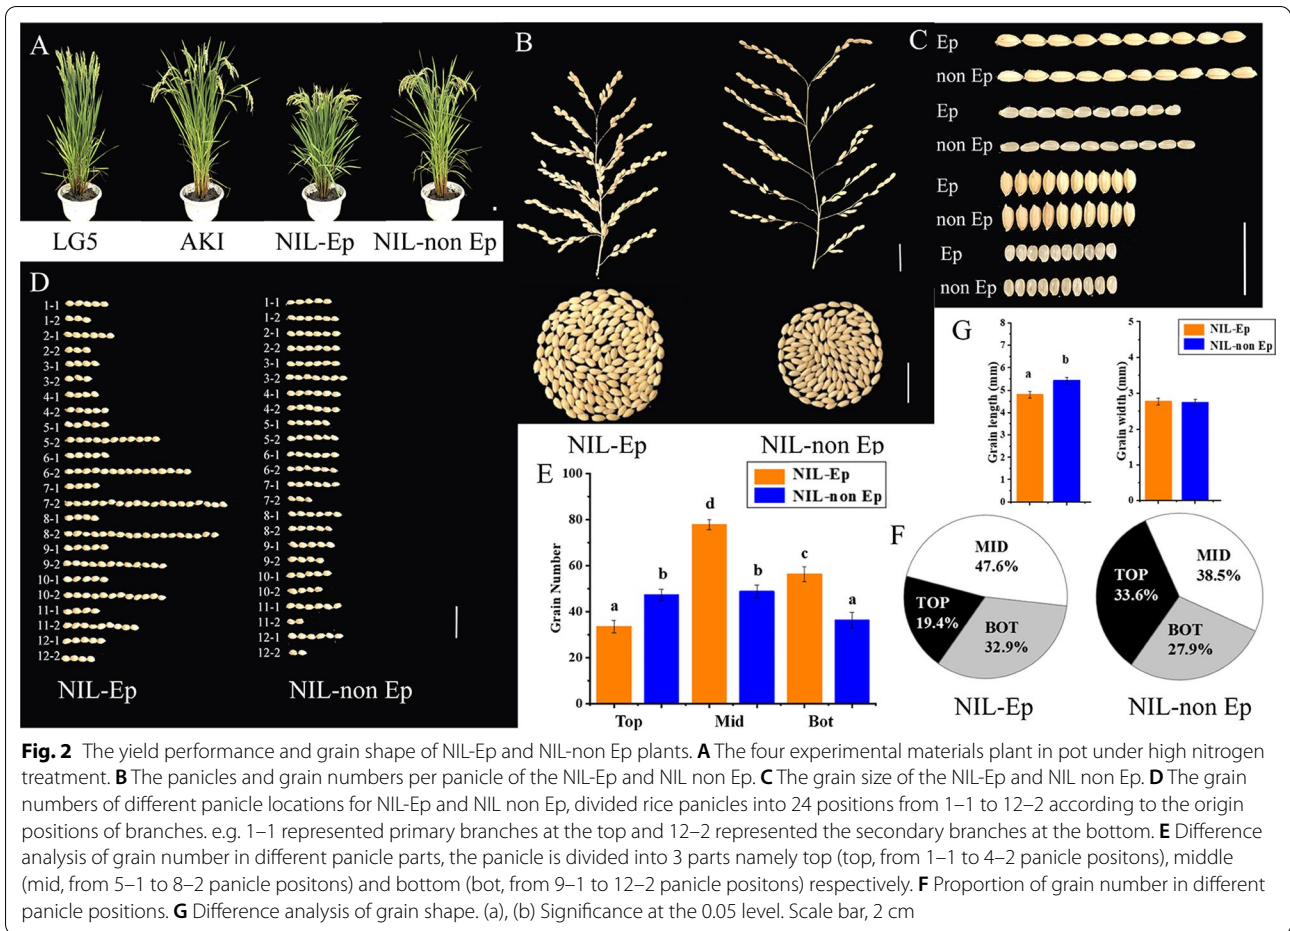 A
LG5
AKI
NIL-Ep
NIL-non Ep
B
NIL-Ep
NIL-non Ep
C
Ep
non Ep
Ep
non Ep
Ep
non Ep
Ep
non Ep
D
1-1
1-2
2-1
2-2
3-1
3-2
4-1
4-2
5-1
5-2
6-1
6-2
7-1
7-2
8-1
8-2
9-1
9-2
10-1
10-2
11-1
11-2
12-1
12-2
NIL-Ep
1-1
1-2
2-1
2-2
3-1
3-2
4-1
4-2
5-1
5-2
6-1
6-2
7-1
7-2
8-1
8-2
9-1
9-2
10-1
10-2
11-1
11-2
12-1
12-2
NIL-non Ep
E
Grain Number
100
80
60
40
20
0
NIL-Ep
NIL-non Ep
a
b
d
b
c
a
Top
Mid
Bot
G
Grain length (mm)
8
7
6
5
4
3
2
1
0
a
b
Grain width (mm)
5
4
3
2
1
0
NIL-Ep
NIL-non Ep
F
MID
47.6%
TOP
19.4%
BOT
32.9%
NIL-Ep
MID
38.5%
TOP
33.6%
BOT
27.9%
NIL-non Ep
Fig. 2 The yield performance and grain shape of NIL-Ep and NIL-non Ep plants. A The four experimental materials plant in pot under high nitrogen
treatment. B The panicles and grain numbers per panicle of the NIL-Ep and NIL non Ep. C The grain size of the NIL-Ep and NIL non Ep. D The grain
numbers of different panicle locations for NIL-Ep and NIL non Ep, divided rice panicles into 24 positions from 1–1 to 12–2 according to the origin
positions of branches. e.g. 1–1 represented primary branches at the top and 12–2 represented the secondary branches at the bottom. E Difference
analysis of grain number in different panicle parts, the panicle is divided into 3 parts namely top (top, from 1–1 to 4–2 panicle positons), middle
(mid, from 5–1 to 8–2 panicle positons) and bottom (bot, from 9–1 to 12–2 panicle positons) respectively. F Proportion of grain number in different
panicle positions. G Difference analysis of grain shape. (a), (b) Significance at the 0.05 level. Scale bar, 2 cm